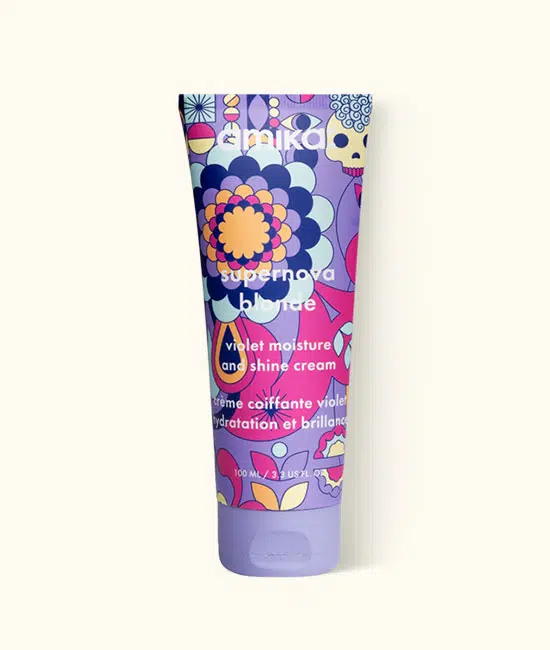 amika:
supernova
blonde
violet moisture
and shine cream
crème coiffante violet
hydratation et brillance
100 ML / 3.3 US FL. OZ